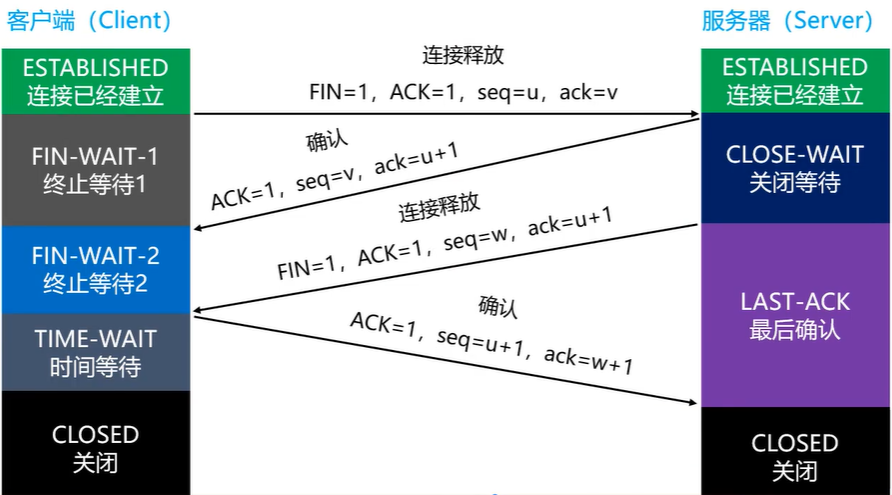 客户端（Client）
服务器（Server）
ESTABLISHED
连接已经建立
连接释放
FIN=1，ACK=1，seq=u，ack=v
ESTABLISHED
连接已经建立
FIN-WAIT-1
终止等待1
确认
ACK=1，seq=v，ack=u+1
CLOSE-WAIT
关闭等待
连接释放
FIN=1，ACK=1，seq=w，ack=u+1
FIN-WAIT-2
终止等待2
LAST-ACK
最后确认
确认
ACK=1，seq=u+1，ack=w+1
TIME-WAIT
时间等待
CLOSED
关闭
CLOSED
关闭